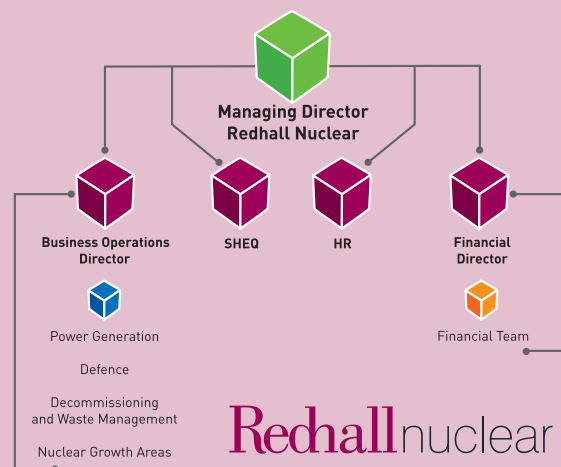 Managing Director
Redhall Nuclear
Business Operations
Director
SHEQ
HR
Financial
Director
Power Generation
Financial Team
Defence
Decommissioning
and Waste Management
Nuclear Growth Areas
Redhallnuclear